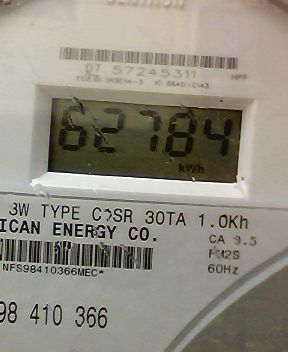 07 57245311
62784
kWh
3W TYPE C?SR 30TA 1.0Kh
ICAN ENERGY CO.
CA 0.5
FM2S
60Hz
NFS98410366MEC*
98 410 366